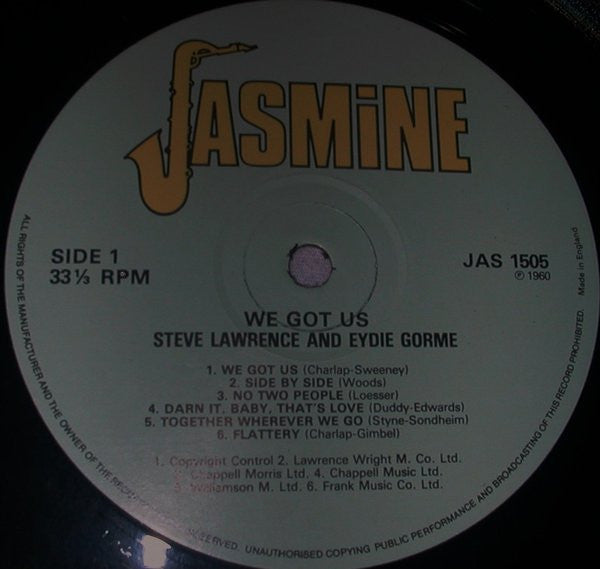 JASMiNE
SIDE 1
33⅓ RPM
JAS 1505
℗ 1960
WE GOT US
STEVE LAWRENCE AND EYDIE GORME
1. WE GOT US (Charlap-Sweeney)
2. SIDE BY SIDE (Woods)
3. NO TWO PEOPLE (Loesser)
4. DARN IT, BABY, THAT'S LOVE (Duddy-Edwards)
5. TOGETHER WHEREVER WE GO (Styne-Sondheim)
6. FLATTERY (Charlap-Gimbel)
1. Copyright Control 2. Lawrence Wright M. Co. Ltd.
Chappell Morris Ltd. 4. Chappell Music Ltd.
5. Williamson M. Ltd. 6. Frank Music Co. Ltd.
ALL RIGHTS OF THE MANUFACTURER AND THE OWNER OF THE UNAUTHORISED COPYING PUBLIC PERFORMANCE AND BROADCASTING OF THIS RECORD PROHIBITED. Made in England